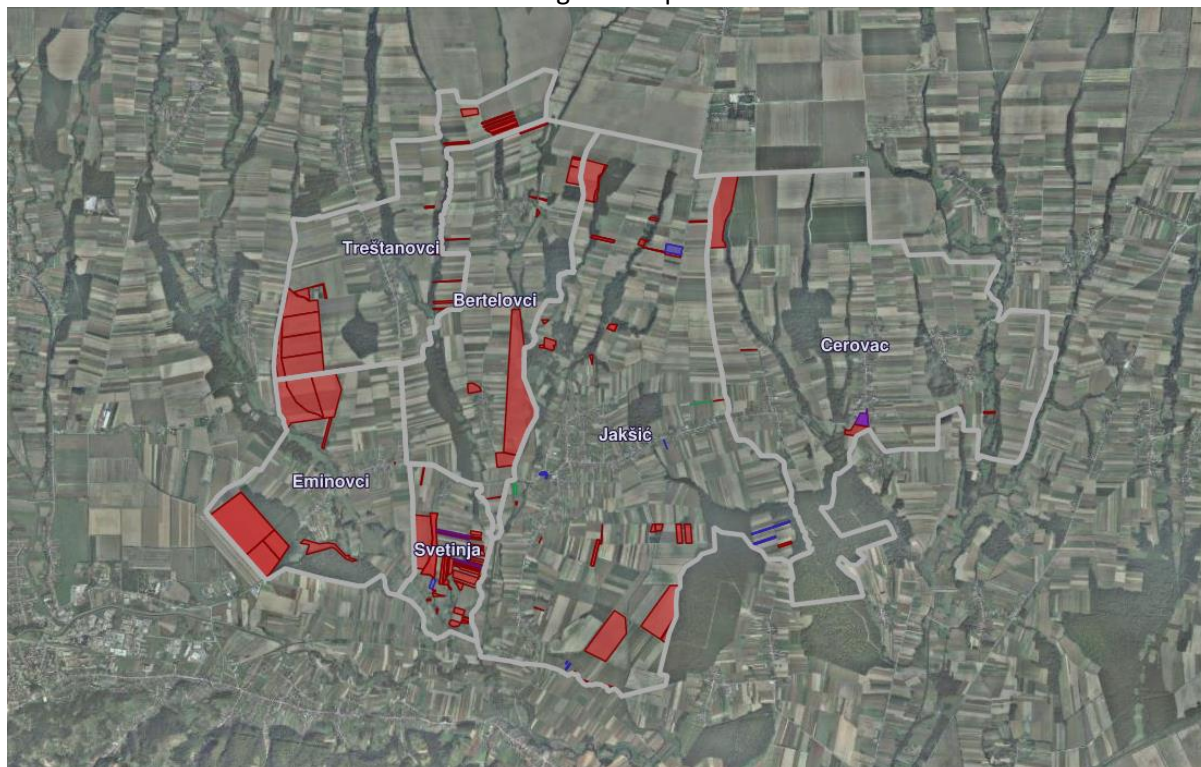 Treštanovci
Bertelovci
Cerovac
Jakšić
Eminovci
Svetinja